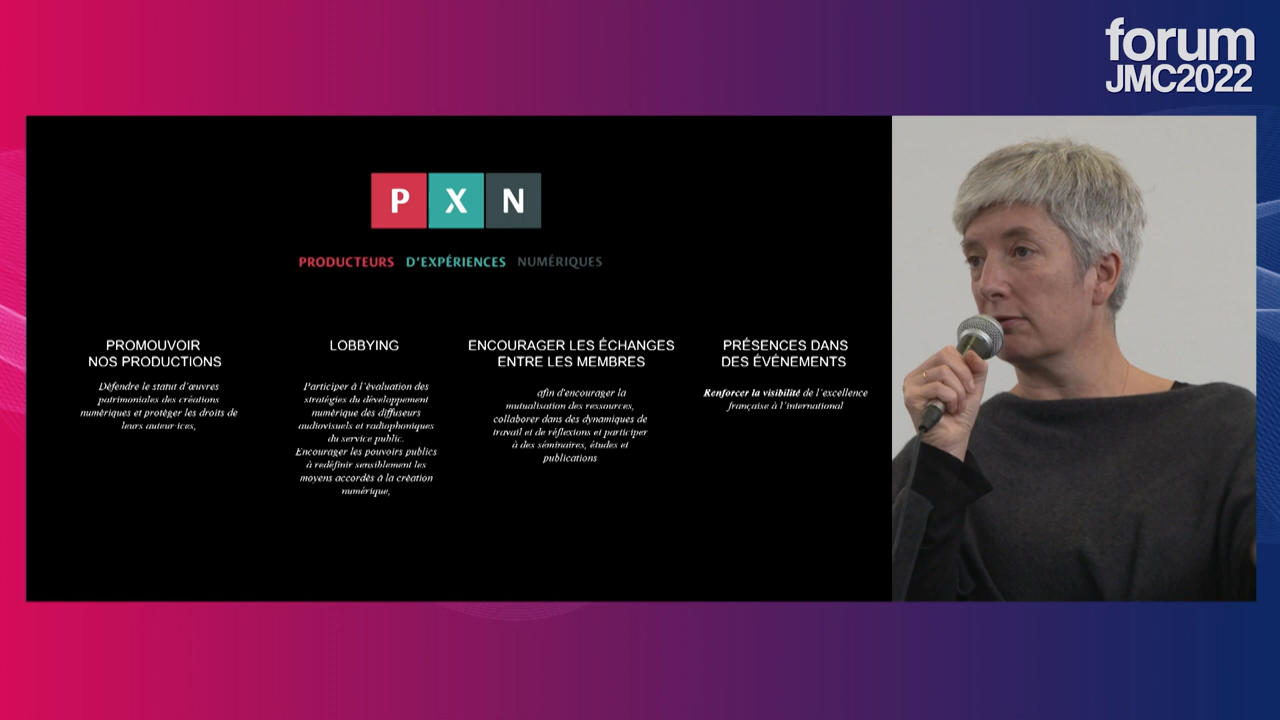 forum
JMC2022
P X N
PRODUCTEURS D'EXPÉRIENCES NUMÉRIQUES
PROMOUVOIR
NOS PRODUCTIONS
Défendre le statut d'œuvres
patrimoniales des créations
numériques et protéger les droits de
leurs auteur·ices,
LOBBYING
Participer à l'évaluation des
stratégies du développement
numérique des diffuseurs
audiovisuels et radiophoniques
du service public.
Encourager les pouvoirs publics
à redéfinir sensiblement les
moyens accordés à la création
numérique,
ENCOURAGER LES ÉCHANGES
ENTRE LES MEMBRES
afin d'encourager la
mutualisation des ressources,
collaborer dans des dynamiques de
travail et de réflexions et participer
à des séminaires, études et
publications
PRÉSENCES DANS
DES ÉVÉNEMENTS
Renforcer la visibilité de l'excellence
française à l'international